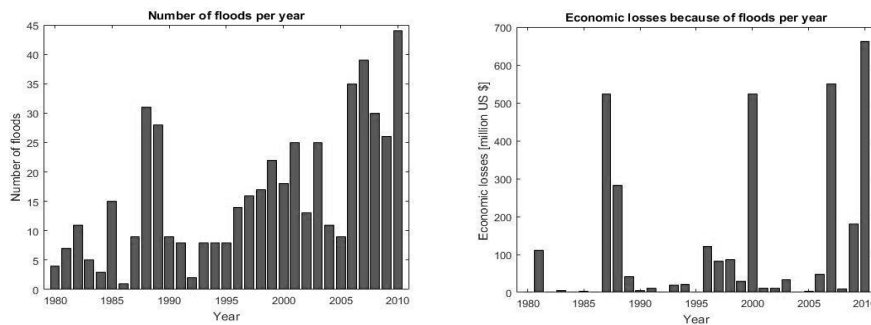 Number of floods per year
45
40
35
30
25
20
15
10
5
0
Number of floods
1980 1985 1990 1995 2000 2005 2010
Year
Economic losses because of floods per year
700
600
500
400
300
200
100
0
Economic losses [million US $]
1980 1985 1990 1995 2000 2005 2010
Year